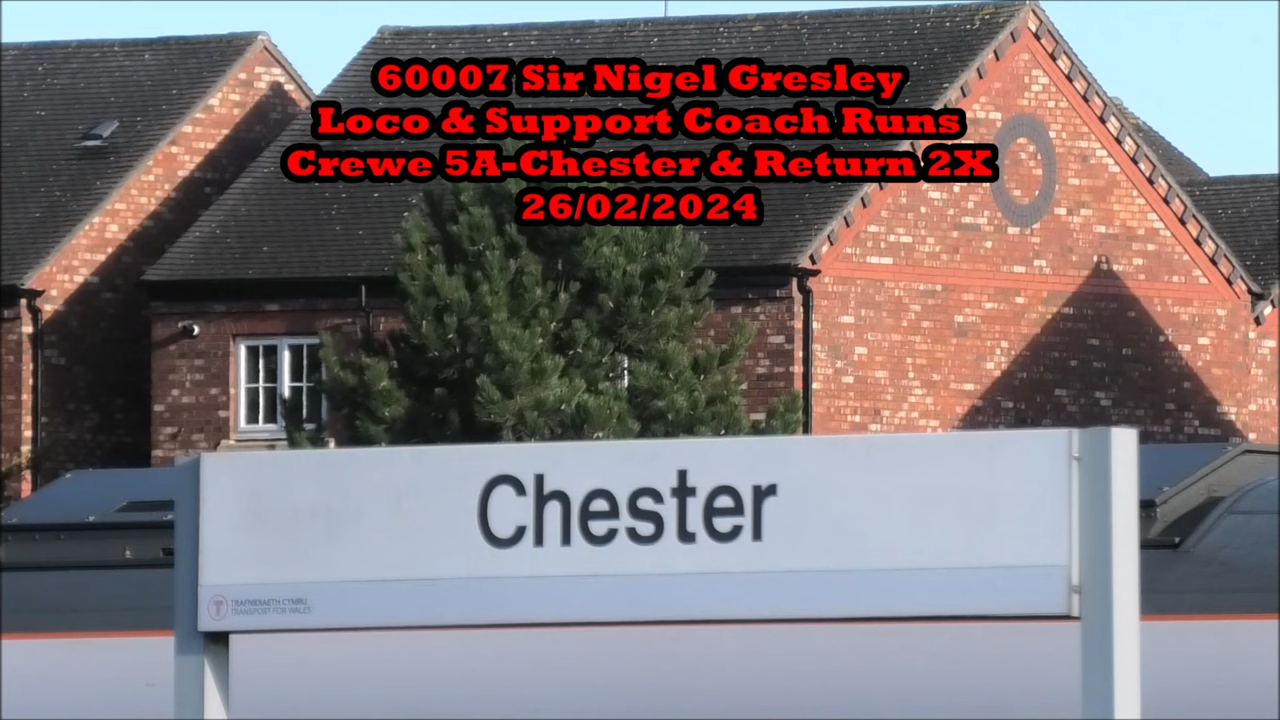 60007 Sir Nigel Gresley
Loco & Support Coach Runs
Crewe 5A-Chester & Return 2X
26/02/2024
Chester
TRAFNIDIAETH CYMRU
TRANSPORT FOR WALES